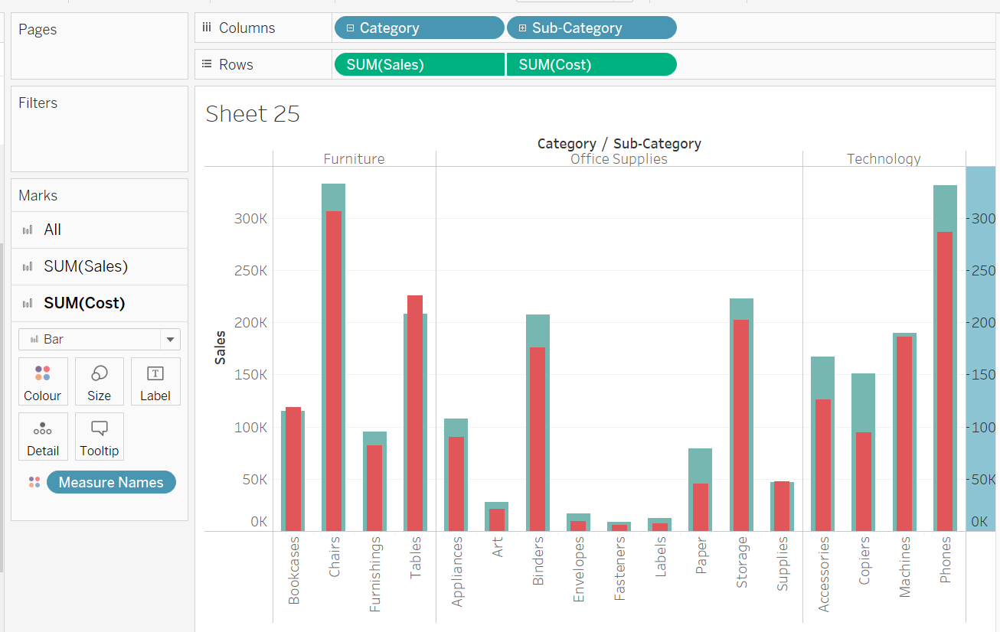 Pages
Columns
Category
Sub-Category
Rows
SUM(Sales)
SUM(Cost)
Filters
Marks
All
SUM(Sales)
SUM(Cost)
Bar
Colour
Size
Label
Detail
Tooltip
Measure Names
Sheet 25
Category / Sub-Category
Furniture
Office Supplies
Technology
Sales
300K
250K
200K
150K
100K
50K
0K
300
250
200
150
100
50K
0K
Bookcases
Chairs
Furnishings
Tables
Appliances
Art
Binders
Envelopes
Fasteners
Labels
Paper
Storage
Supplies
Accessories
Copiers
Machines
Phones